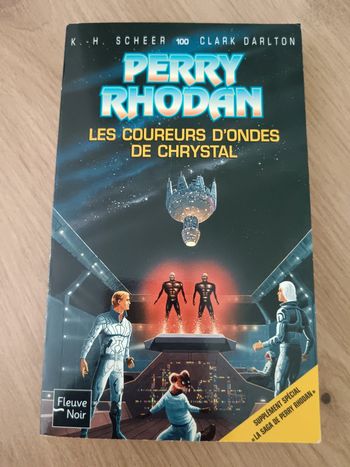 K.-H. SCHEER 100 CLARK DARLTON
PERRY
RHODAN
LES COUREURS D'ONDES
DE CHRYSTAL
SUPPLÉMENT SPÉCIAL
«LA SAGA DE PERRY RHODAN»
Fleuve
Noir